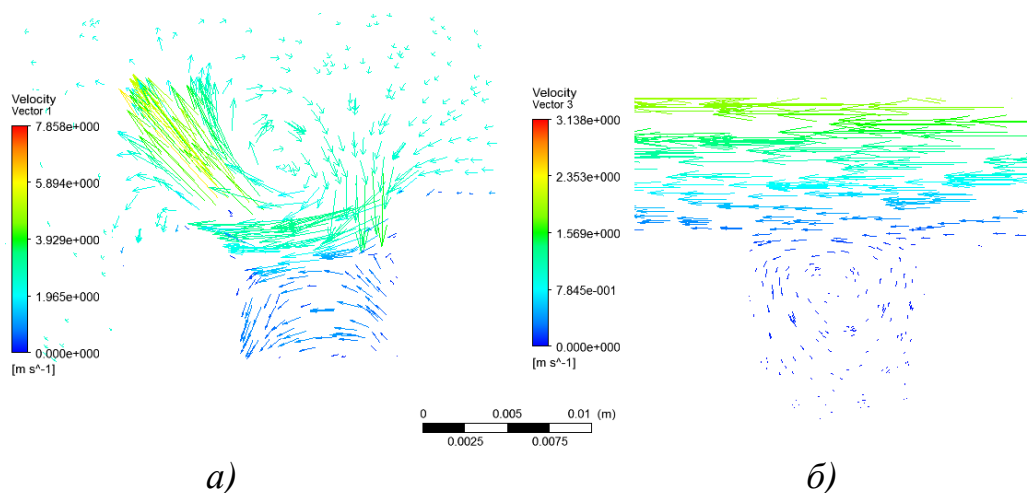 Velocity
Vector 1
7.858e+000
5.894e+000
3.929e+000
1.965e+000
0.000e+000
[m s^-1]
Velocity
Vector 3
3.138e+000
2.353e+000
1.569e+000
7.845e-001
0.000e+000
[m s^-1]
0 0.005 0.01 (m)
0.0025 0.0075
а) б)